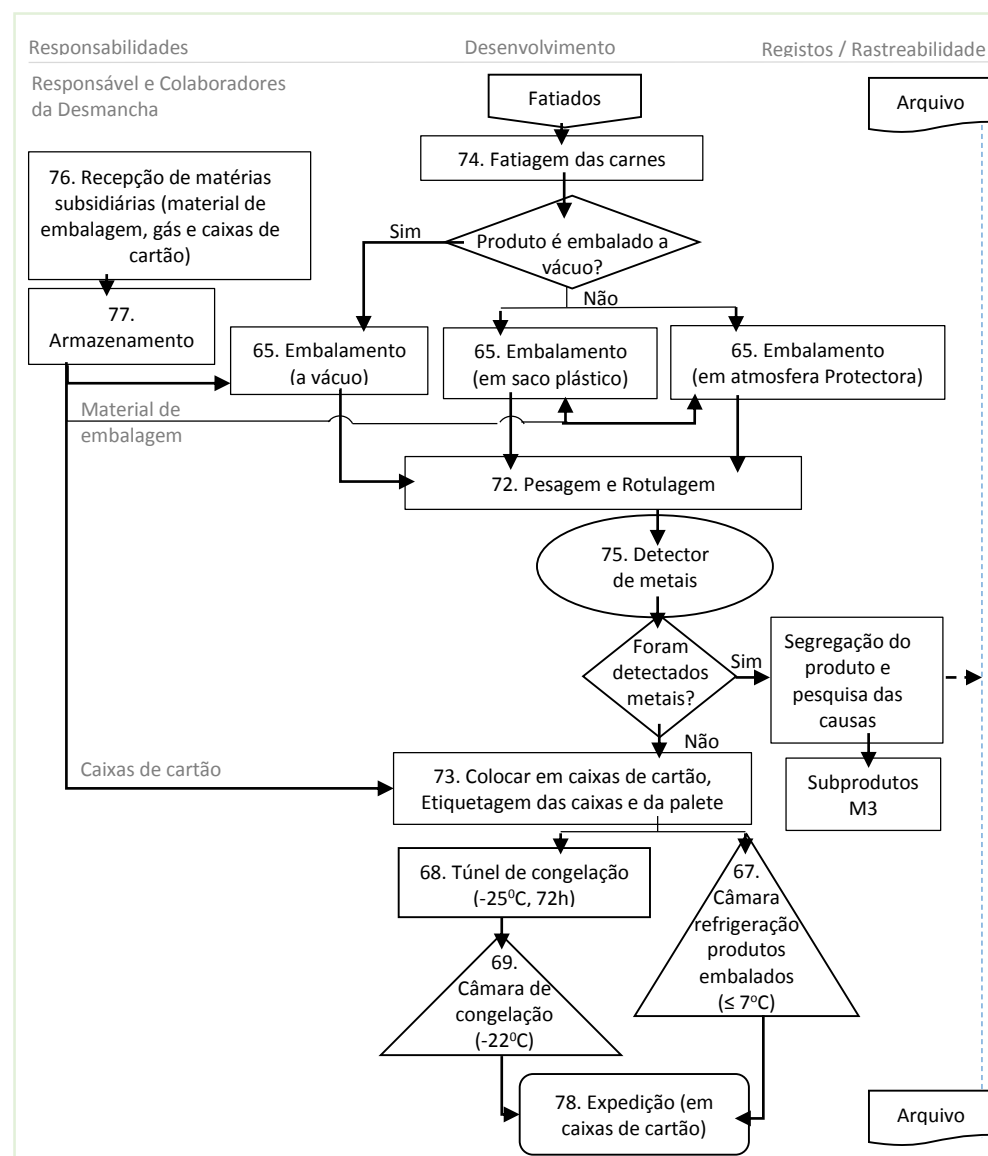 Responsabilidades
Desenvolvimento
Registos / Rastreabilidade
Responsável e Colaboradores
da Desmancha
Fatiados
Arquivo
74. Fatiagem das carnes
76. Recepção de matérias
subsidiárias (material de
embalagem, gás e caixas de
cartão)
Sim
Produto é embalado a
vácuo?
Não
77.
Armazenamento
65. Embalamento
(a vácuo)
65. Embalamento
(em saco plástico)
65. Embalamento
(em atmosfera Protectora)
Material de
embalagem
72. Pesagem e Rotulagem
75. Detector
de metais
Foram
detectados
metais?
Sim
Segregação do
produto e
pesquisa das
causas
Não
Caixas de cartão
73. Colocar em caixas de cartão,
Etiquetagem das caixas e da palete
Subprodutos
M3
68. Túnel de congelação
(-25⁰C, 72h)
67.
Câmara
refrigeração
produtos
embalados
(≤ 7ºC)
69.
Câmara de
congelação
(-22⁰C)
78. Expedição (em
caixas de cartão)
Arquivo